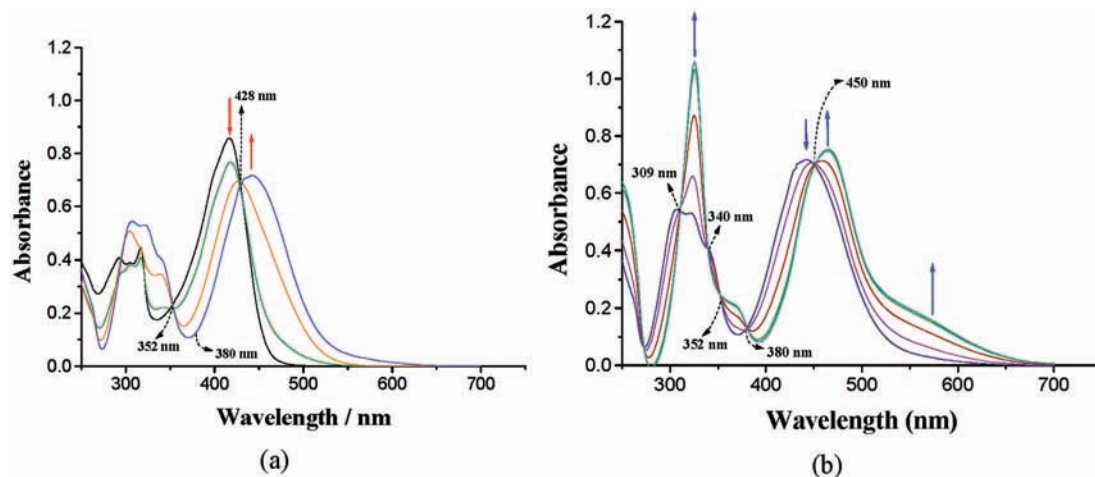 1.2
1.0
0.8
0.6
0.4
0.2
0.0
Absorbance
300
400
500
600
700
Wavelength / nm
428 nm
352 nm
380 nm
(a)
1.2
1.0
0.8
0.6
0.4
0.2
0.0
Absorbance
300
400
500
600
700
Wavelength (nm)
450 nm
309 nm
340 nm
352 nm
380 nm
(b)